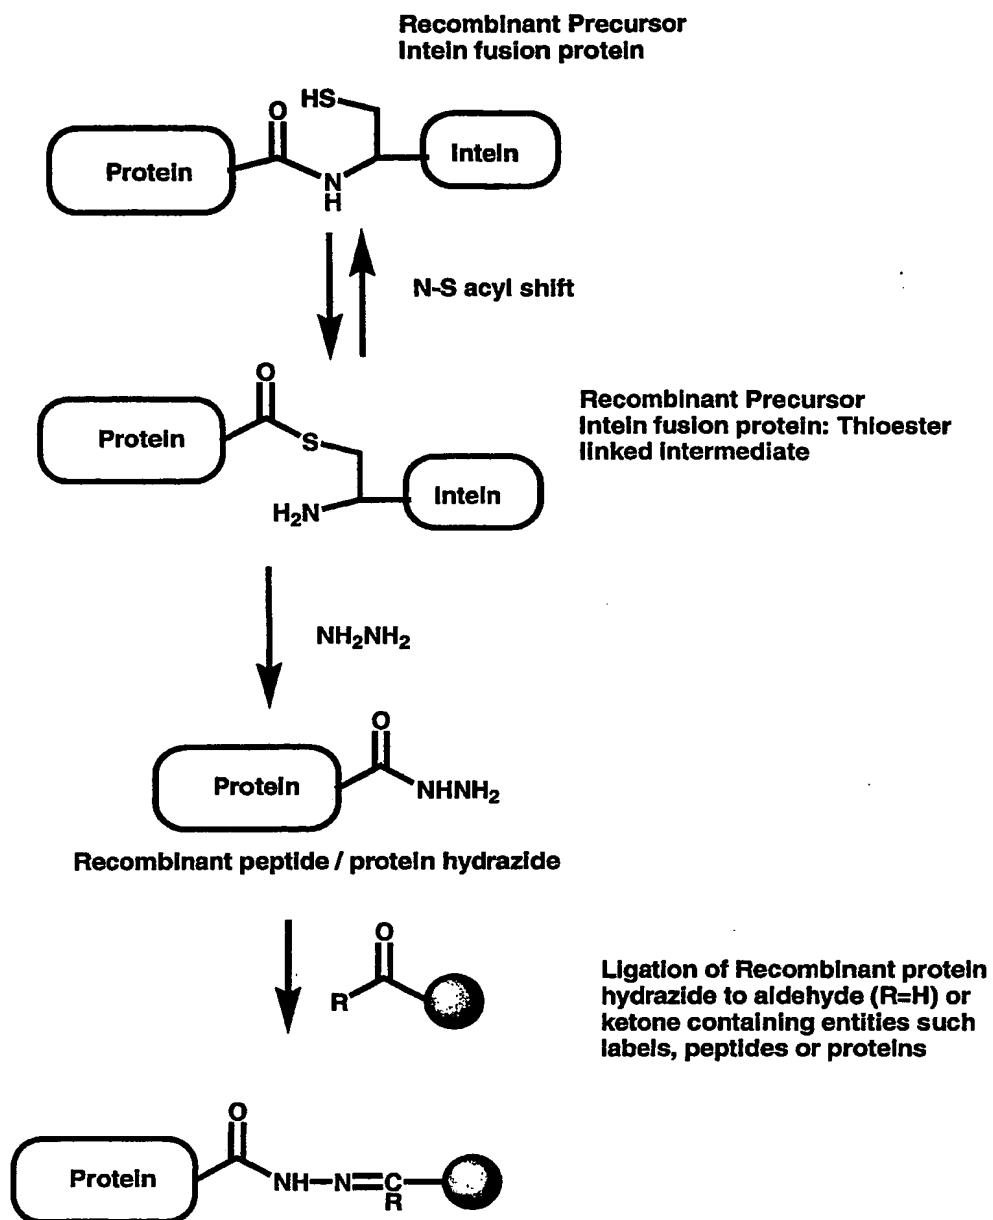 Recombinant Precursor
Intein fusion protein
HS
O
Protein
Intein
N
H
N-S acyl shift
O
Recombinant Precursor
Intein fusion protein: Thioester
linked intermediate
Protein
S
Intein
H₂N
NH₂NH₂
O
Protein
NHNH₂
Recombinant peptide / protein hydrazide
O
R
Ligation of Recombinant protein
hydrazide to aldehyde (R=H) or
ketone containing entities such
labels, peptides or proteins
O
Protein
NH–N=C
R